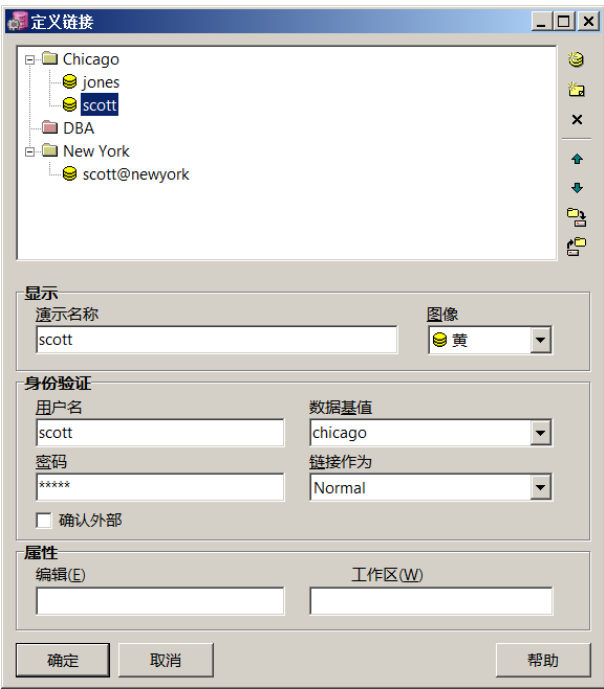 定义链接
Chicago
jones
scott
DBA
New York
scott@newyork
显示
演示名称
图像
scott
黄
身份验证
用户名
数据基值
scott
chicago
密码
链接作为
*****
Normal
确认外部
属性
编辑(E)
工作区(W)
确定
取消
帮助